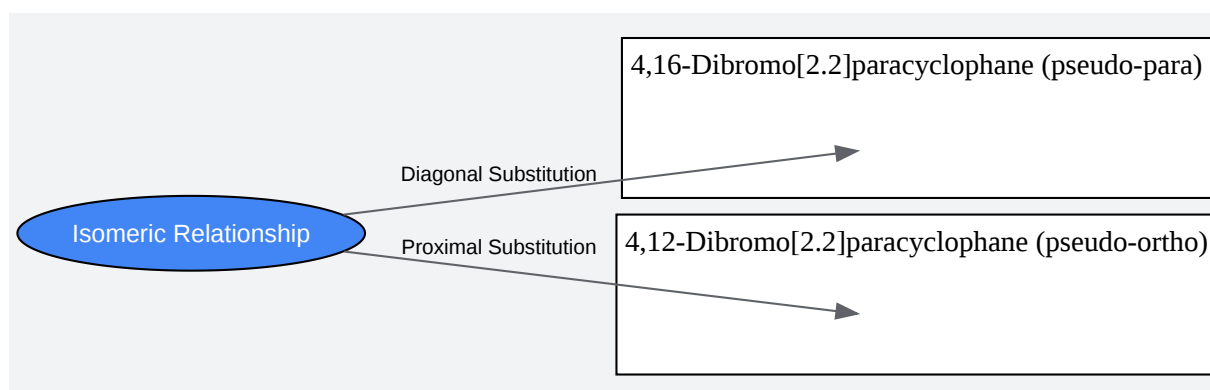 4,16-Dibromo[2.2]paracyclophane (pseudo-para)
Diagonal Substitution
Isomeric Relationship
Proximal Substitution
4,12-Dibromo[2.2]paracyclophane (pseudo-ortho)